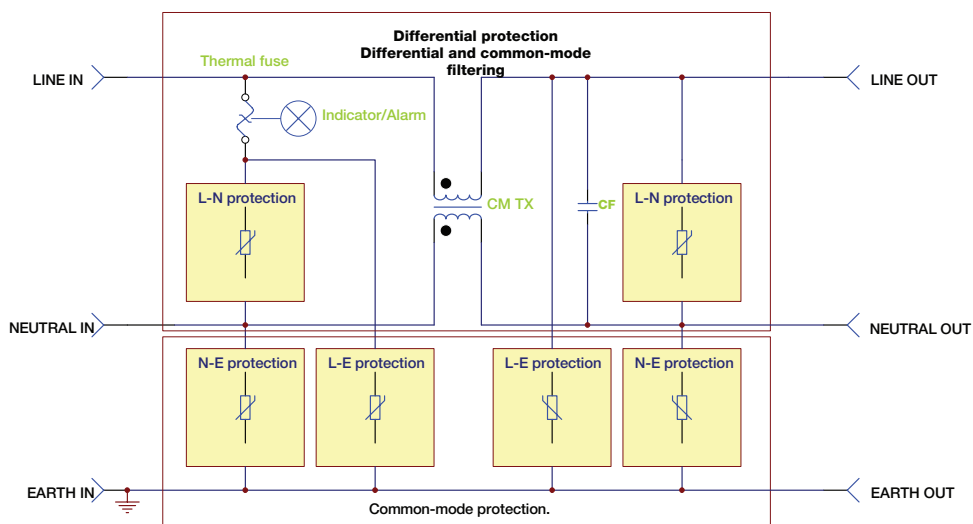 Differential protection
Differential and common-mode
filtering
Thermal fuse
LINE IN
LINE OUT
Indicator/Alarm
L-N protection
CM TX
CF
L-N protection
NEUTRAL IN
NEUTRAL OUT
N-E protection
L-E protection
L-E protection
N-E protection
EARTH IN
EARTH OUT
Common-mode protection.